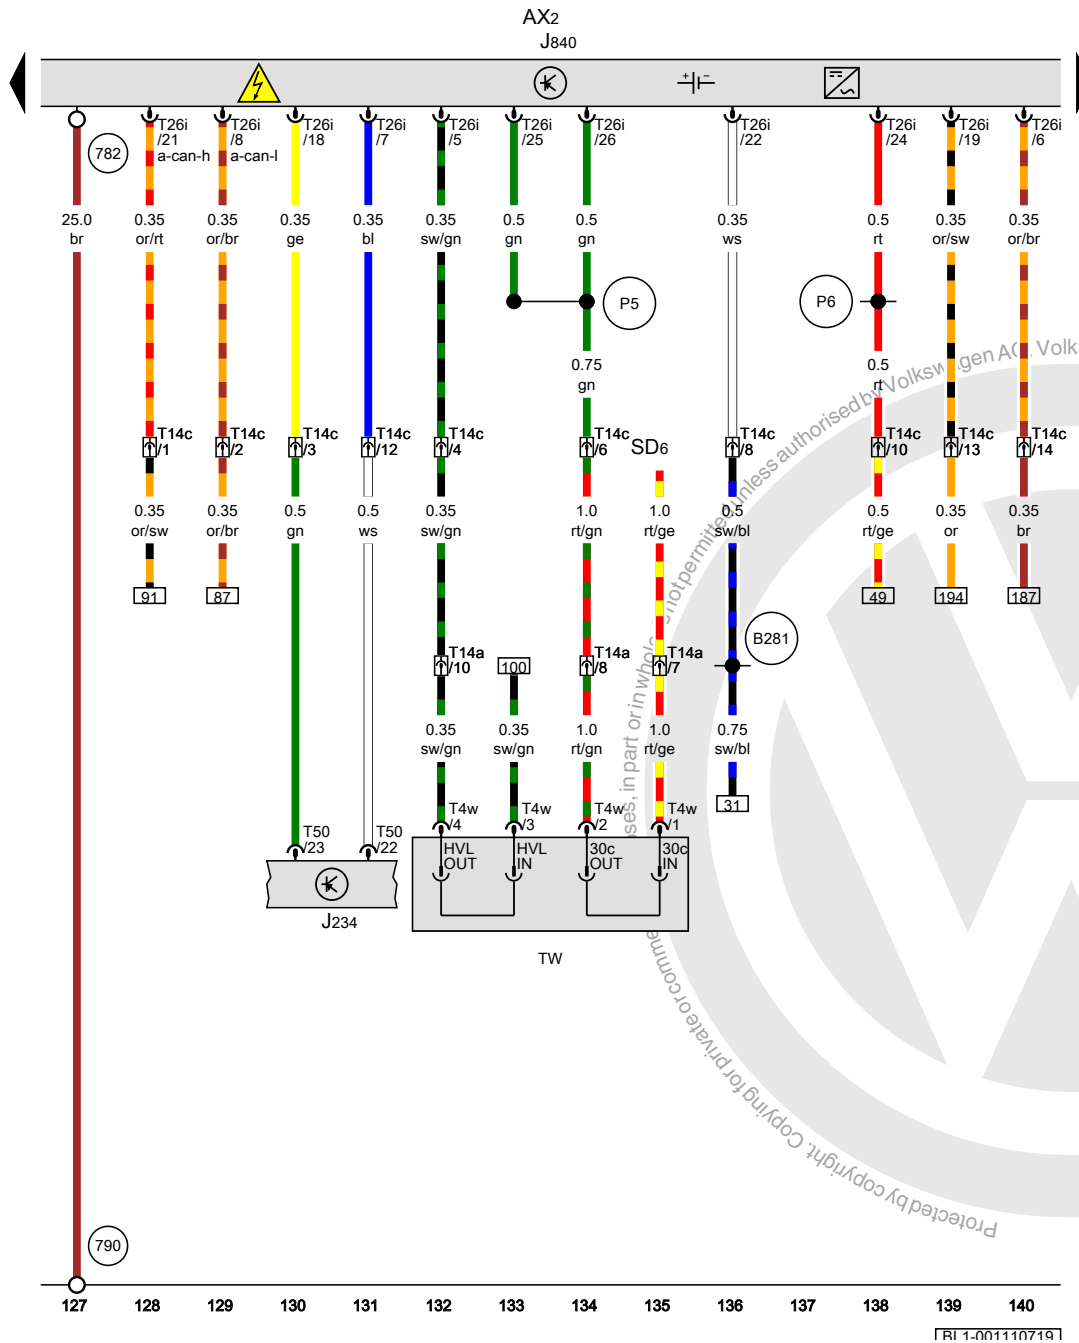 AX2
J840
T26i /21 a-can-h
T26i /8 a-can-l
T26i /18
T26i /7
T26i /5
T26i /25
T26i /26
T26i /22
T26i /24
T26i /19
T26i /6
782
25.0 0.35 0.35 0.35 0.35 0.35 0.5 0.5 0.35 0.5 0.35 0.35
br or/rt or/br ge bl sw/gn gn gn ws rt or/sw or/br
P5
P6
0.75 0.5
gn rt
T14c /1
T14c /2
T14c /3
T14c /12
T14c /4
T14c /6
SD6
T14c /8
T14c /10
T14c /13
T14c /14
0.35 0.35 0.5 0.5 0.35 1.0 1.0 0.5 0.5 0.35 0.35
or/sw or/br gn ws sw/gn rt/gn rt/ge sw/bl rt/ge or br
91 87 49 194 187
B281
T14a /10
100
T14a /8
T14a /7
0.35 0.35 1.0 1.0 0.75
sw/gn sw/gn rt/gn rt/ge sw/bl
31
T4w /4
T4w /3
T4w /2
T4w /1
T50 /23
T50 /22
HVL OUT
HVL IN
30c OUT
30c IN
J234
TW
790
127 128 129 130 131 132 133 134 135 136 137 138 139 140
BL1-001110719
Protected by copyright. Copying for private or comme
oses, in part or in whole
not permitted unless authorised by Volkswagen AG. Volks